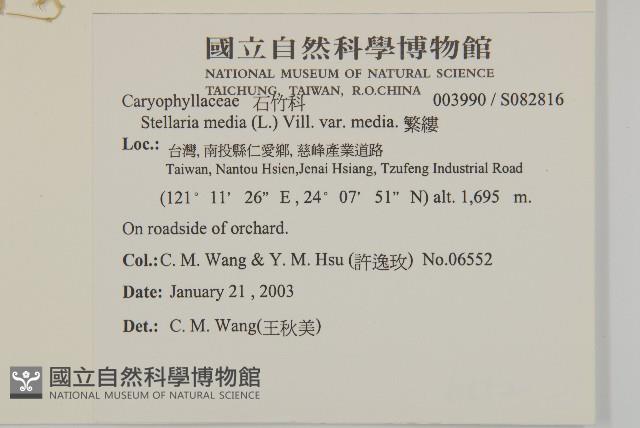 國立自然科學博物館
NATIONAL MUSEUM OF NATURAL SCIENCE
TAICHUNG, TAIWAN, R.O.CHINA
Caryophyllaceae 石竹科 003990 / S082816
Stellaria media (L.) Vill. var. media. 繁縷
Loc.: 台灣, 南投縣仁愛鄉, 慈峰產業道路
Taiwan, Nantou Hsien,Jenai Hsiang, Tzufeng Industrial Road
(121° 11' 26" E , 24° 07' 51" N) alt. 1,695 m.
On roadside of orchard.
Col.:C. M. Wang & Y. M. Hsu (許逸玫) No.06552
Date: January 21 , 2003
Det.: C. M. Wang(王秋美)
國立自然科學博物館
NATIONAL MUSEUM OF NATURAL SCIENCE